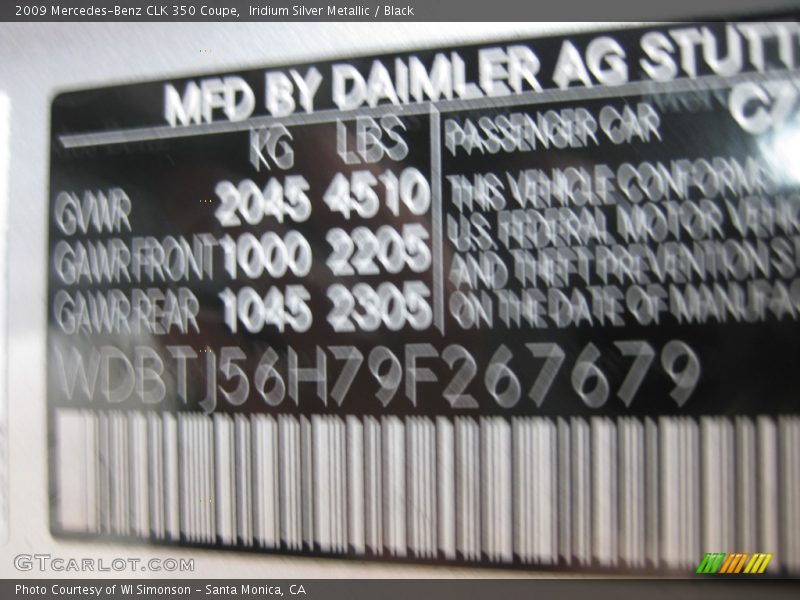 2009 Mercedes-Benz CLK 350 Coupe, Iridium Silver Metallic / Black
MFD BY DAIMLER AG STUTT
KG LBS
GVWR 2045 4510
GAWR FRONT 1000 2205
GAWR REAR 1045 2305
PASSENGER CAR
THIS VEHICLE CONFORMS
U.S. FEDERAL MOTOR VEHIC
AND THEFT PREVENTION S
ON THE DATE OF MANUFAC
WDBTJ56H79F267679
GTCARLOT.COM
Photo Courtesy of WI Simonson - Santa Monica, CA